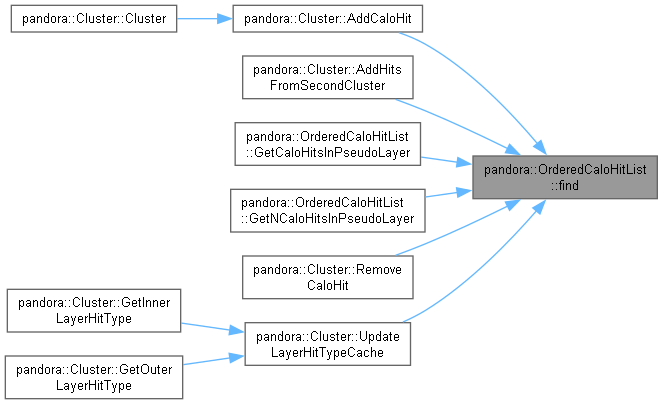 pandora::Cluster::Cluster
pandora::Cluster::AddCaloHit
pandora::Cluster::AddHits
FromSecondCluster
pandora::OrderedCaloHitList
::GetCaloHitsInPseudoLayer
pandora::OrderedCaloHitList
::find
pandora::OrderedCaloHitList
::GetNCaloHitsInPseudoLayer
pandora::Cluster::Remove
CaloHit
pandora::Cluster::GetInner
LayerHitType
pandora::Cluster::Update
LayerHitTypeCache
pandora::Cluster::GetOuter
LayerHitType